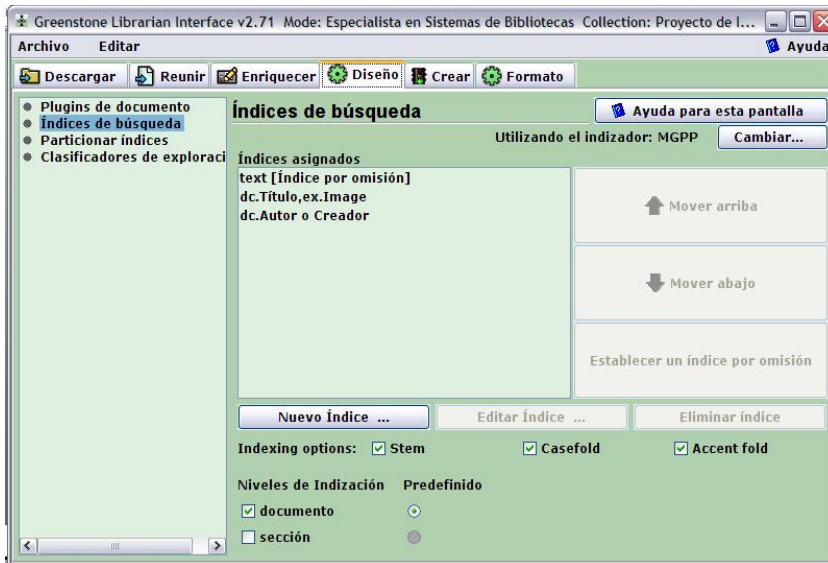 Greenstone Librarian Interface v2.71 Mode: Especialista en Sistemas de Bibliotecas Collection: Proyecto de I...
Archivo Editar Ayuda
Descargar Reunir Enriquecer Diseño Crear Formato
Plugins de documento
Índices de búsqueda
Particionar índices
Clasificadores de exploraci
Índices de búsqueda Ayuda para esta pantalla
Utilizando el indizador: MGPP Cambiar...
Índices asignados
text [Índice por omisión]
dc.Título,ex.Image
dc.Autor o Creador
Mover arriba
Mover abajo
Establecer un índice por omisión
Nuevo Índice ... Editar Índice ... Eliminar índice
Indexing options: Stem Casefold Accent fold
Niveles de Indización Predefinido
documento
sección